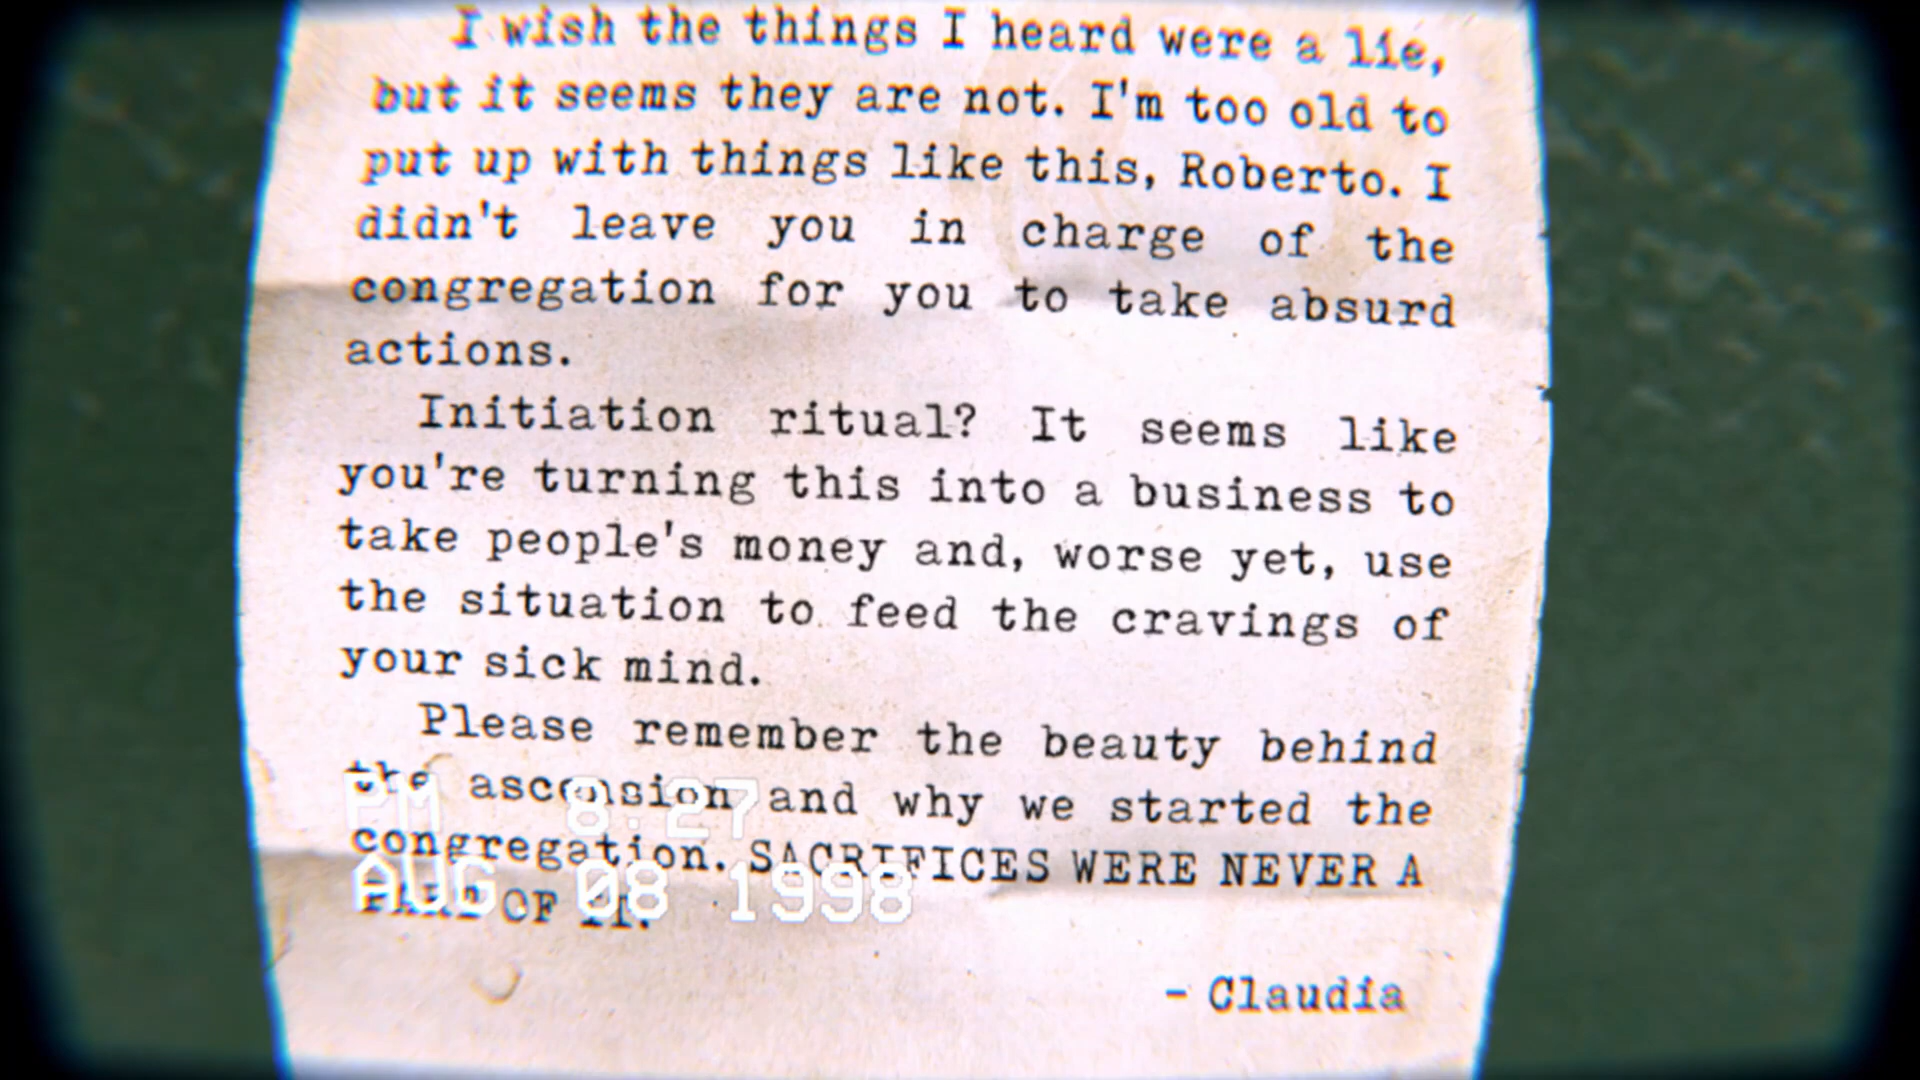 I wish the things I heard were a lie,
but it seems they are not. I'm too old to
put up with things like this, Roberto. I
didn't leave you in charge of the
congregation for you to take absurd
actions.
Initiation ritual? It seems like
you're turning this into a business to
take people's money and, worse yet, use
the situation to feed the cravings of
your sick mind.
Please remember the beauty behind
the ascension and why we started the
congregation. SACRIFICES WERE NEVER A
PART OF IT.
- Claudia
PM 8:27
AUG 08 1998